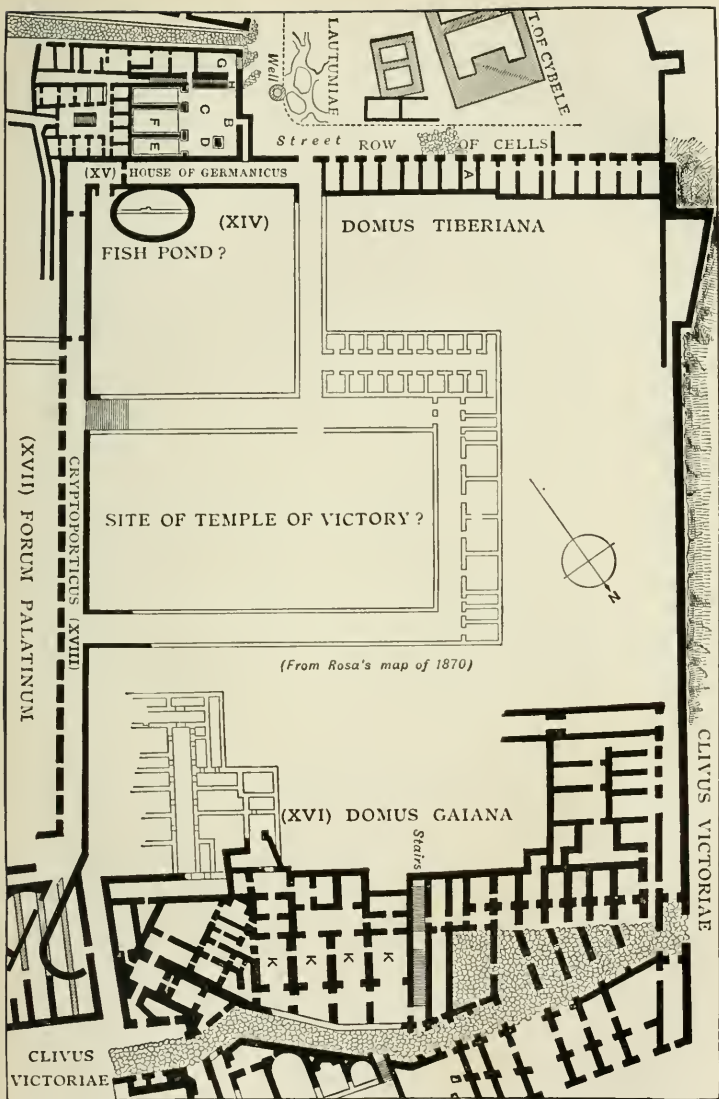 T. OF CYBELE
LAUTUMIAE
Well
G
H
B
C
F
D
E
Street ROW OF CELLS
(XV) HOUSE OF GERMANICUS
A
(XIV)
DOMUS TIBERIANA
FISH POND ?
SITE OF TEMPLE OF VICTORY ?
CRYPTOPORTICUS (XVIII)
(XVII) FORUM PALATINUM
N
(From Rosa's map of 1870)
CLIVUS VICTORIAE
(XVI) DOMUS GAIANA
Stairs
K
K
K
K
CLIVUS
VICTORIAE